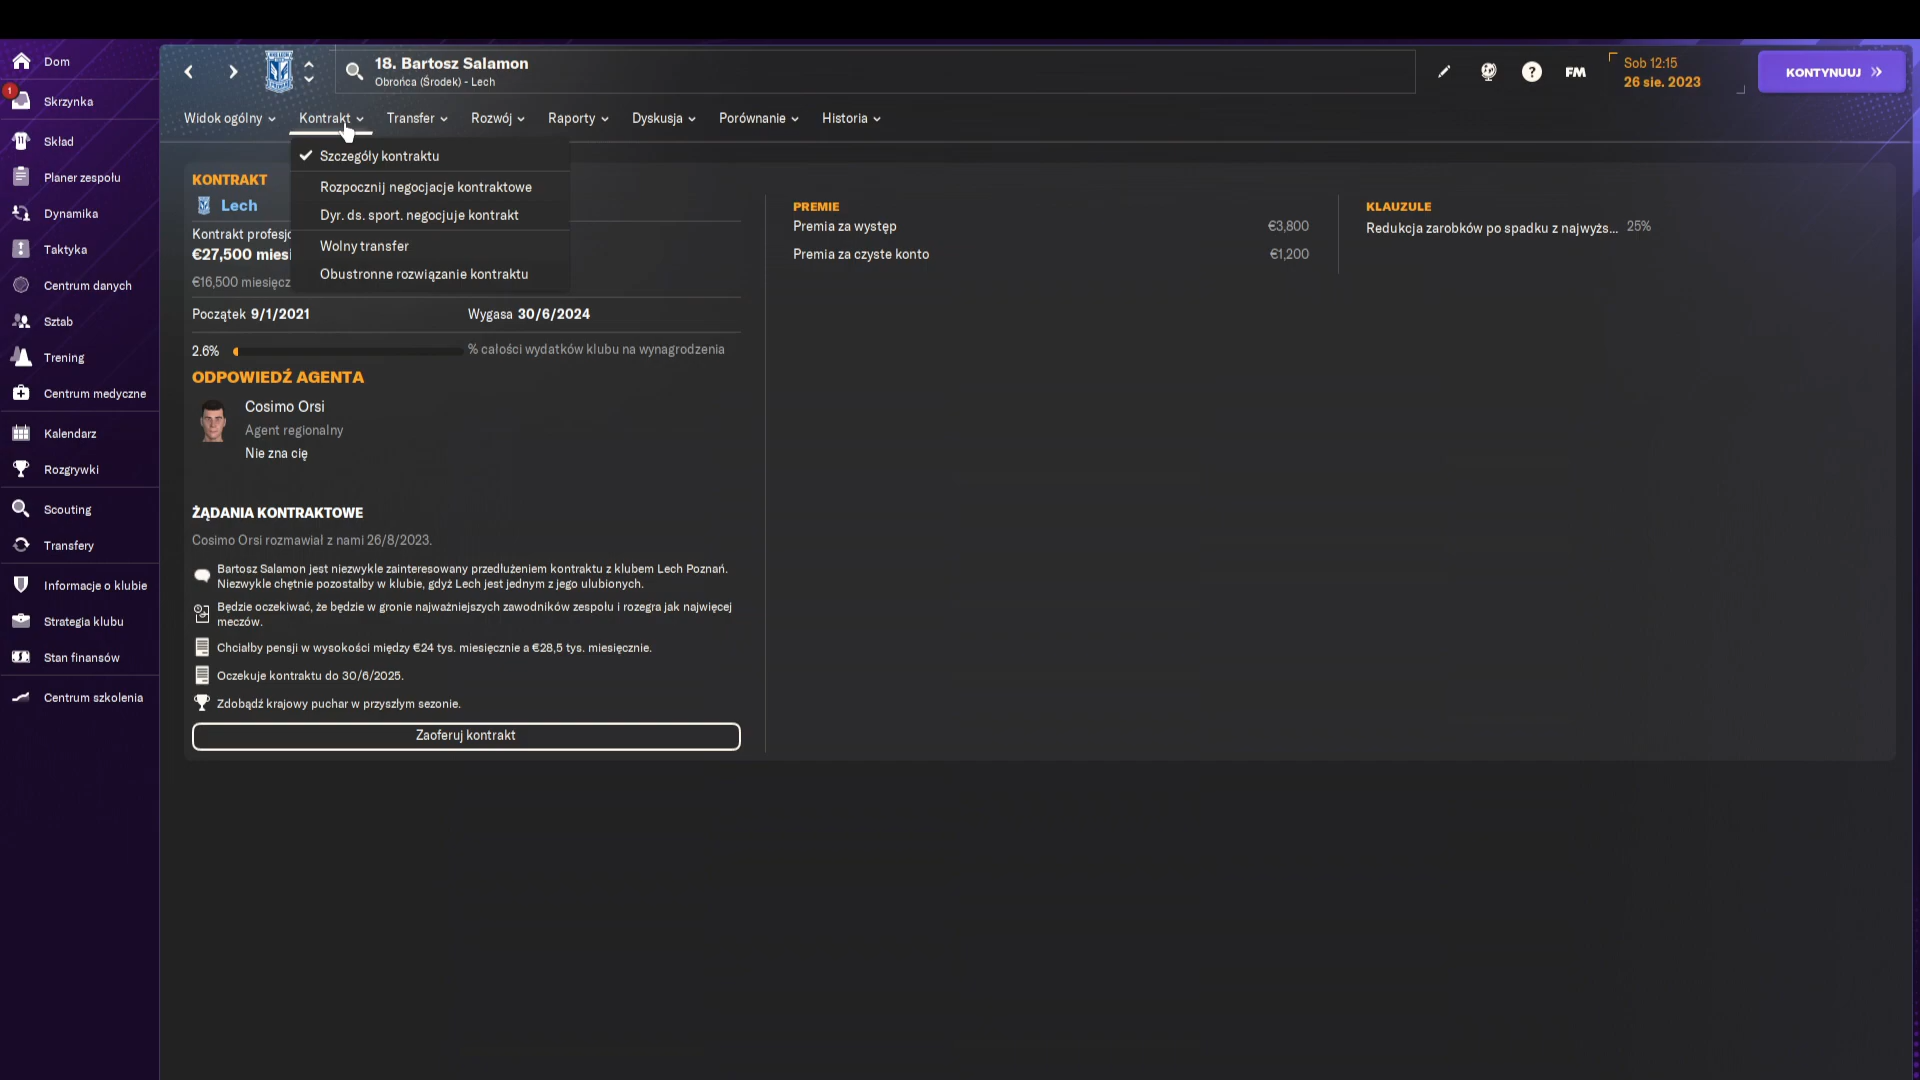 Dom
1
Skrzynka
Skład
Planer zespołu
Dynamika
Taktyka
Centrum danych
Sztab
Trening
Centrum medyczne
Kalendarz
Rozgrywki
Scouting
Transfery
Informacje o klubie
Strategia klubu
Stan finansów
Centrum szkolenia
18. Bartosz Salamon
Obrońca (Środek) - Lech
?
FM
Sob 12:15
26 sie. 2023
KONTYNUUJ
Widok ogólny
Kontrakt
Transfer
Rozwój
Raporty
Dyskusja
Porównanie
Historia
Szczegóły kontraktu
Rozpocznij negocjacje kontraktowe
Dyr. ds. sport. negocjuje kontrakt
Wolny transfer
Obustronne rozwiązanie kontraktu
KONTRAKT
Lech
Kontrakt profesjo
€27,500 miesi
€16,500 miesięcz
Początek 9/1/2021
Wygasa 30/6/2024
2.6%
% całości wydatków klubu na wynagrodzenia
ODPOWIEDŹ AGENTA
Cosimo Orsi
Agent regionalny
Nie zna cię
ŻĄDANIA KONTRAKTOWE
Cosimo Orsi rozmawiał z nami 26/8/2023.
Bartosz Salamon jest niezwykle zainteresowany przedłużeniem kontraktu z klubem Lech Poznań.
Niezwykle chętnie pozostałby w klubie, gdyż Lech jest jednym z jego ulubionych.
Będzie oczekiwać, że będzie w gronie najważniejszych zawodników zespołu i rozegra jak najwięcej
meczów.
Chciałby pensji w wysokości między €24 tys. miesięcznie a €28,5 tys. miesięcznie.
Oczekuje kontraktu do 30/6/2025.
Zdobądź krajowy puchar w przyszłym sezonie.
Zaoferuj kontrakt
PREMIE
Premia za występ €3,800
Premia za czyste konto €1,200
KLAUZULE
Redukcja zarobków po spadku z najwyżs... 25%